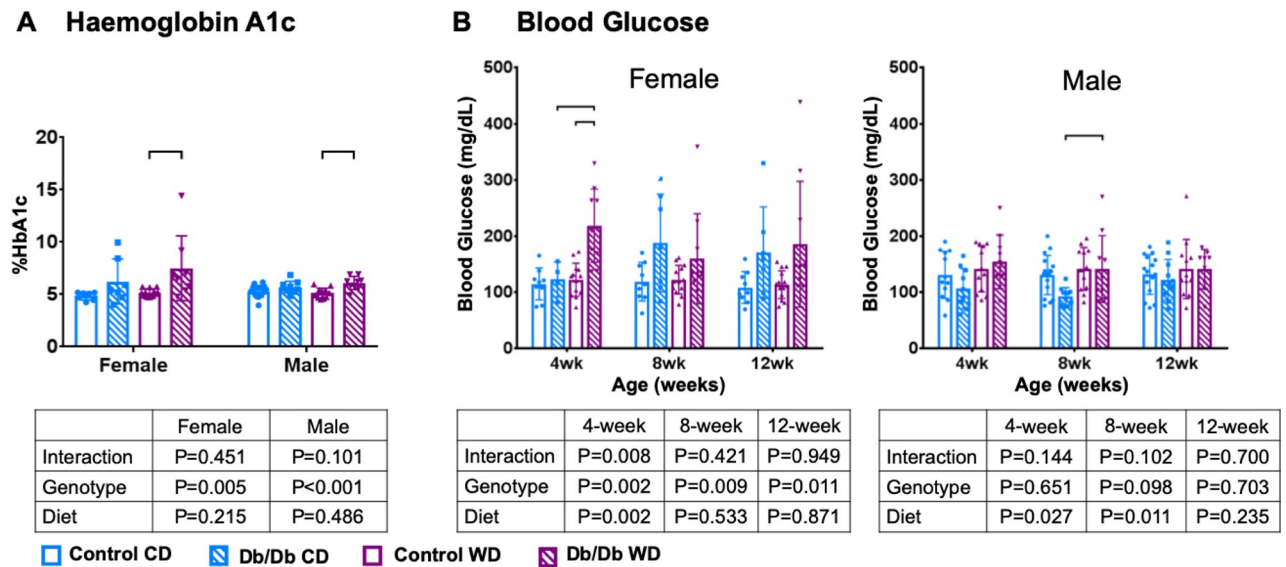 A Haemoglobin A1c
B Blood Glucose
%HbA1c
20
15
10
5
0
Female Male
Blood Glucose (mg/dL)
500
400
300
200
100
0
Female
4wk 8wk 12wk
Age (weeks)
Blood Glucose (mg/dL)
500
400
300
200
100
0
Male
4wk 8wk 12wk
Age (weeks)
Female Male
Interaction P=0.451 P=0.101
Genotype P=0.005 P<0.001
Diet P=0.215 P=0.486
4-week 8-week 12-week
Interaction P=0.008 P=0.421 P=0.949
Genotype P=0.002 P=0.009 P=0.011
Diet P=0.002 P=0.533 P=0.871
4-week 8-week 12-week
Interaction P=0.144 P=0.102 P=0.700
Genotype P=0.651 P=0.098 P=0.703
Diet P=0.027 P=0.011 P=0.235
Control CD Db/Db CD Control WD Db/Db WD